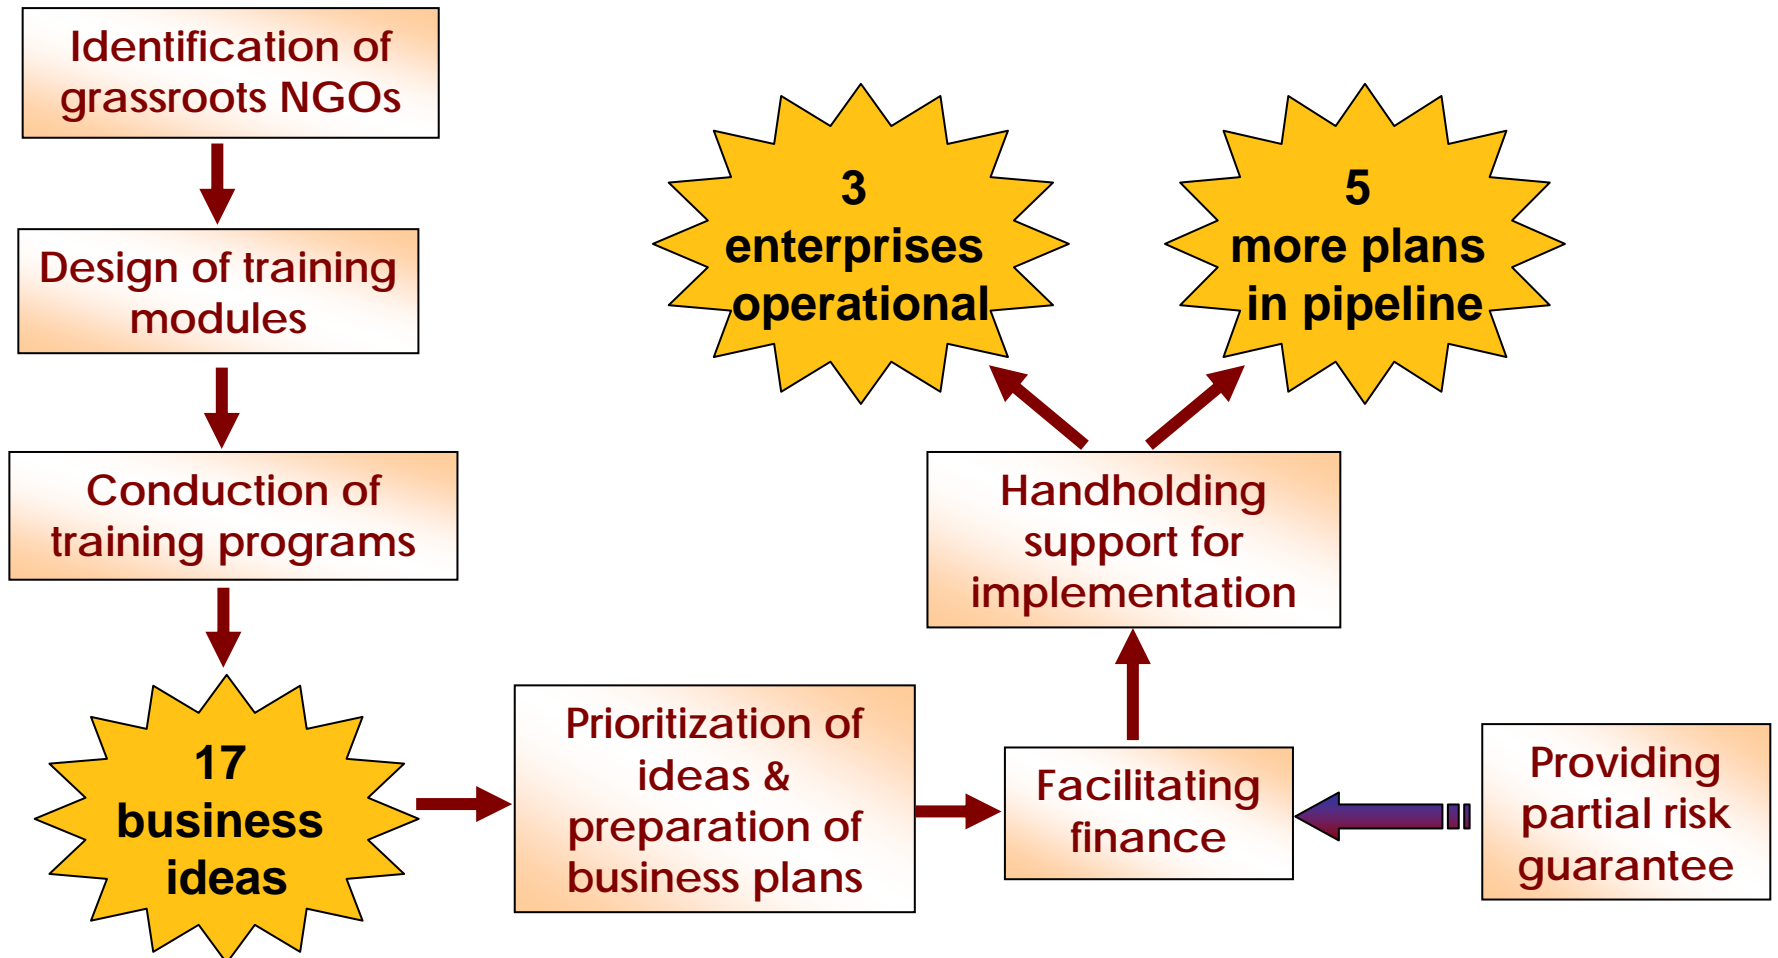 Identification of
grassroots NGOs
Design of training
modules
Conduction of
training programs
17
business
ideas
Prioritization of
ideas &
preparation of
business plans
Facilitating
finance
Providing
partial risk
guarantee
Handholding
support for
implementation
3
enterprises
operational
5
more plans
in pipeline